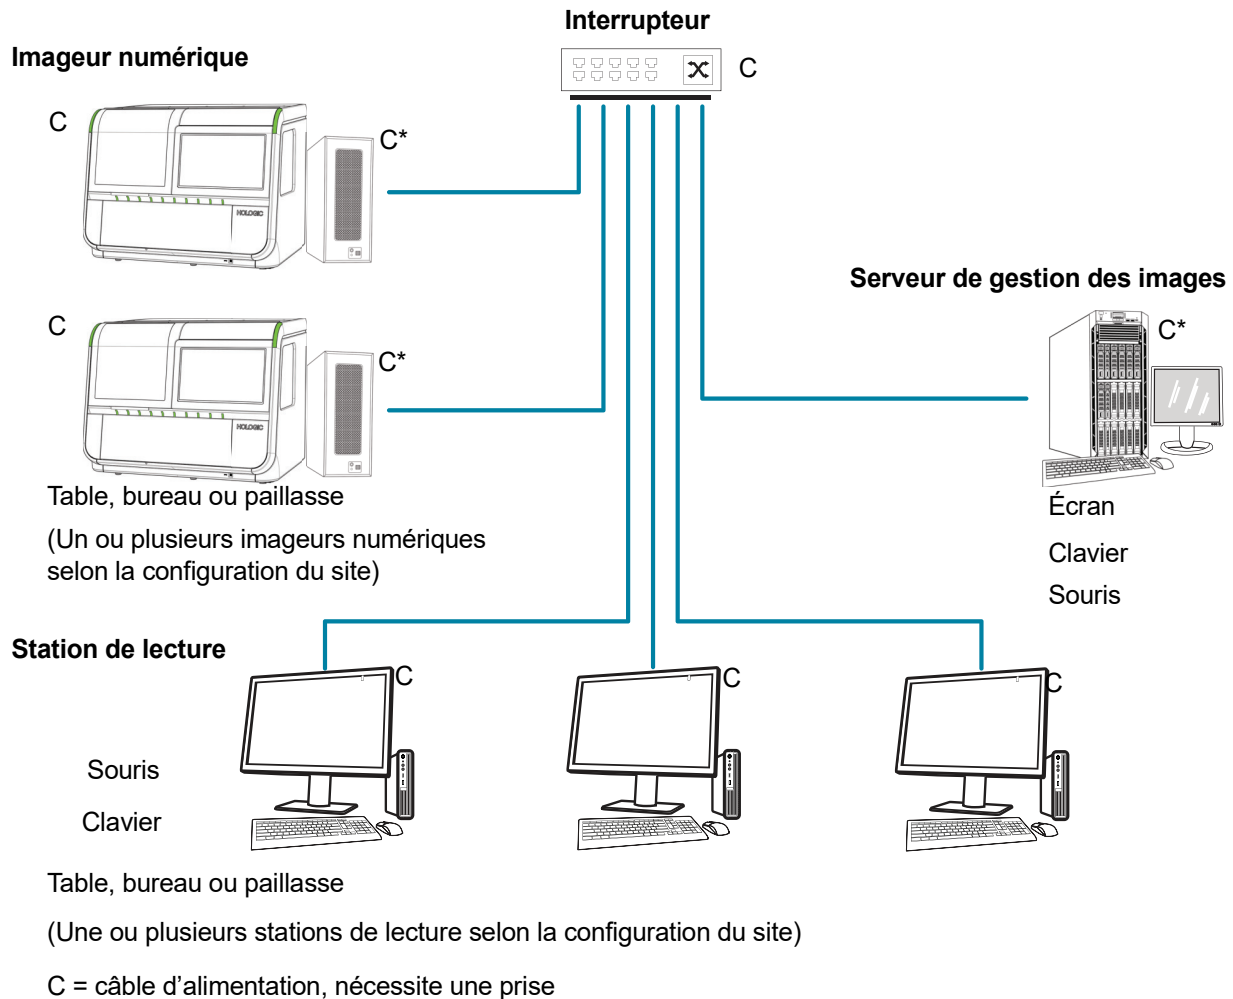 Interrupteur
Imageur numérique
C
C
C*
HOLOGIC
Serveur de gestion des images
C
C*
C*
HOLOGIC
Table, bureau ou paillasse
(Un ou plusieurs imageurs numériques
selon la configuration du site)
Écran
Clavier
Souris
Station de lecture
C
C
C
Souris
Clavier
Table, bureau ou paillasse
(Une ou plusieurs stations de lecture selon la configuration du site)
C = câble d’alimentation, nécessite une prise